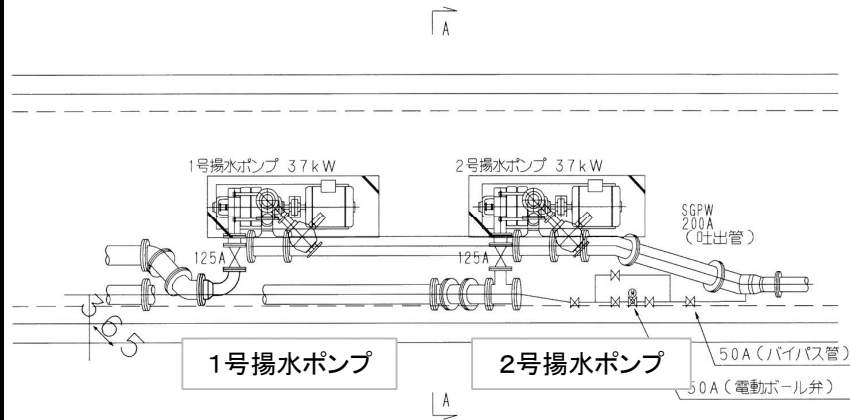 A
1号揚水ポンプ 37kW
2号揚水ポンプ 37kW
SGPW
200A
(吐出管)
125A
125A
565
1号揚水ポンプ
2号揚水ポンプ
50A(バイパス管)
50A(電動ボール弁)
A